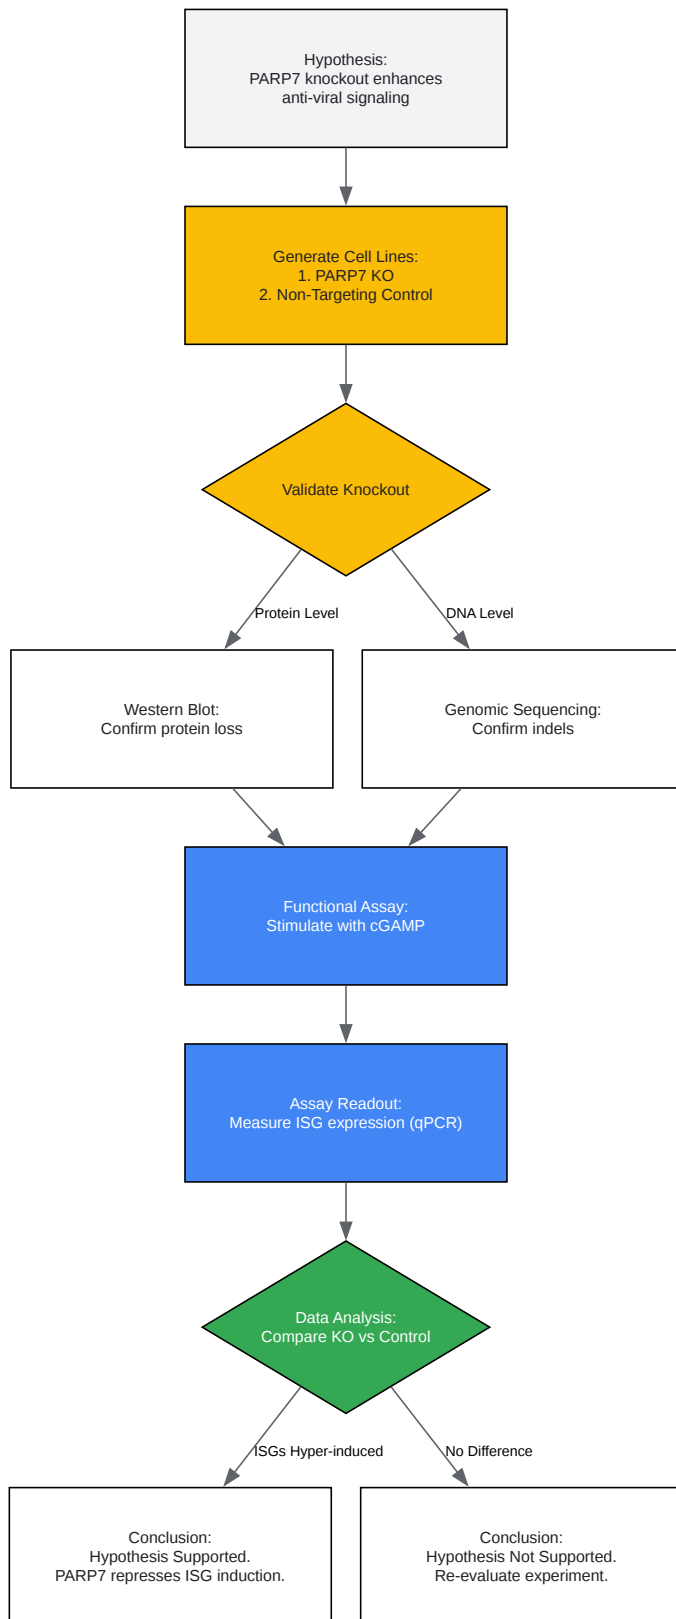 Hypothesis:
PARP7 knockout enhances
anti-viral signaling
Generate Cell Lines:
1. PARP7 KO
2. Non-Targeting Control
Validate Knockout
Protein Level
DNA Level
Western Blot:
Confirm protein loss
Genomic Sequencing:
Confirm indels
Functional Assay:
Stimulate with cGAMP
Assay Readout:
Measure ISG expression (qPCR)
Data Analysis:
Compare KO vs Control
ISGs Hyper-induced
No Difference
Conclusion:
Hypothesis Supported.
PARP7 represses ISG induction.
Conclusion:
Hypothesis Not Supported.
Re-evaluate experiment.